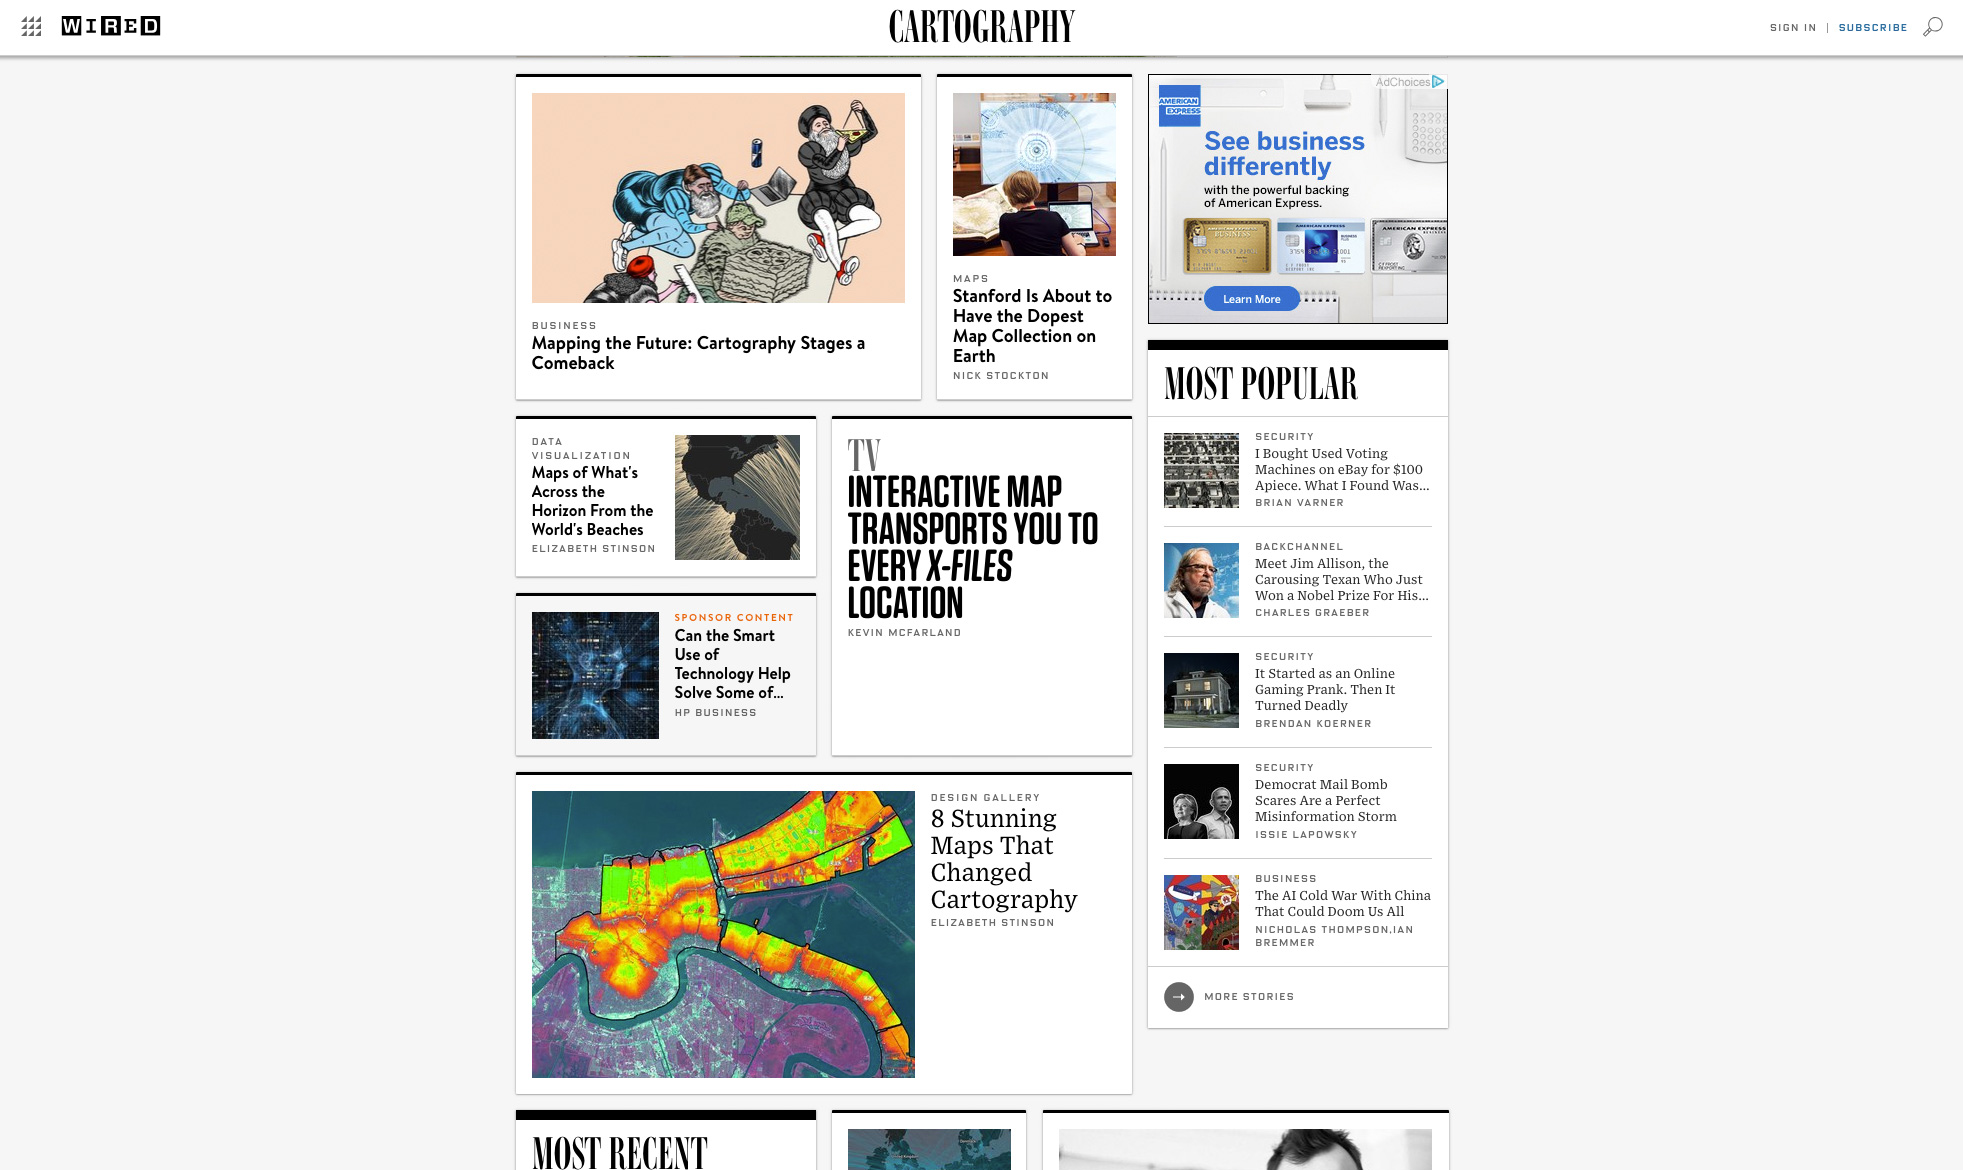 WIRED
CARTOGRAPHY
SIGN IN | SUBSCRIBE
BUSINESS
Mapping the Future: Cartography Stages a
Comeback
MAPS
Stanford Is About to
Have the Dopest
Map Collection on
Earth
NICK STOCKTON
AdChoices
AMERICAN
EXPRESS
See business
differently
with the powerful backing
of American Express.
Learn More
DATA
VISUALIZATION
Maps of What's
Across the
Horizon From the
World's Beaches
ELIZABETH STINSON
TV
INTERACTIVE MAP
TRANSPORTS YOU TO
EVERY X-FILES
LOCATION
KEVIN MCFARLAND
SPONSOR CONTENT
Can the Smart
Use of
Technology Help
Solve Some of...
HP BUSINESS
DESIGN GALLERY
8 Stunning
Maps That
Changed
Cartography
ELIZABETH STINSON
MOST POPULAR
SECURITY
I Bought Used Voting
Machines on eBay for $100
Apiece. What I Found Was...
BRIAN VARNER
BACKCHANNEL
Meet Jim Allison, the
Carousing Texan Who Just
Won a Nobel Prize For His...
CHARLES GRAEBER
SECURITY
It Started as an Online
Gaming Prank. Then It
Turned Deadly
BRENDAN KOERNER
SECURITY
Democrat Mail Bomb
Scares Are a Perfect
Misinformation Storm
ISSIE LAPOWSKY
BUSINESS
The AI Cold War With China
That Could Doom Us All
NICHOLAS THOMPSON,IAN
BREMMER
MORE STORIES
MOST RECENT